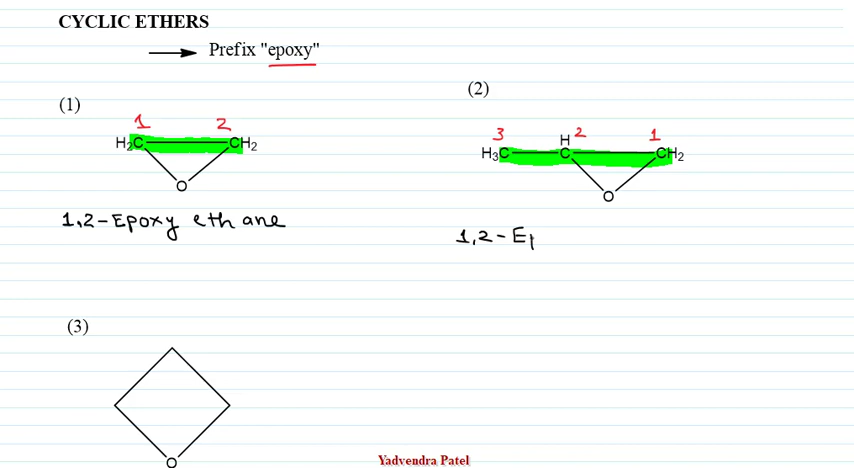 CYCLIC ETHERS
Prefix "epoxy"
(1)
1 2
H2C CH2
O
1,2-Epoxy ethane
(2)
3 H 2 1
H3C C CH2
O
1,2-Ep
(3)
O
Yadvendra Patel